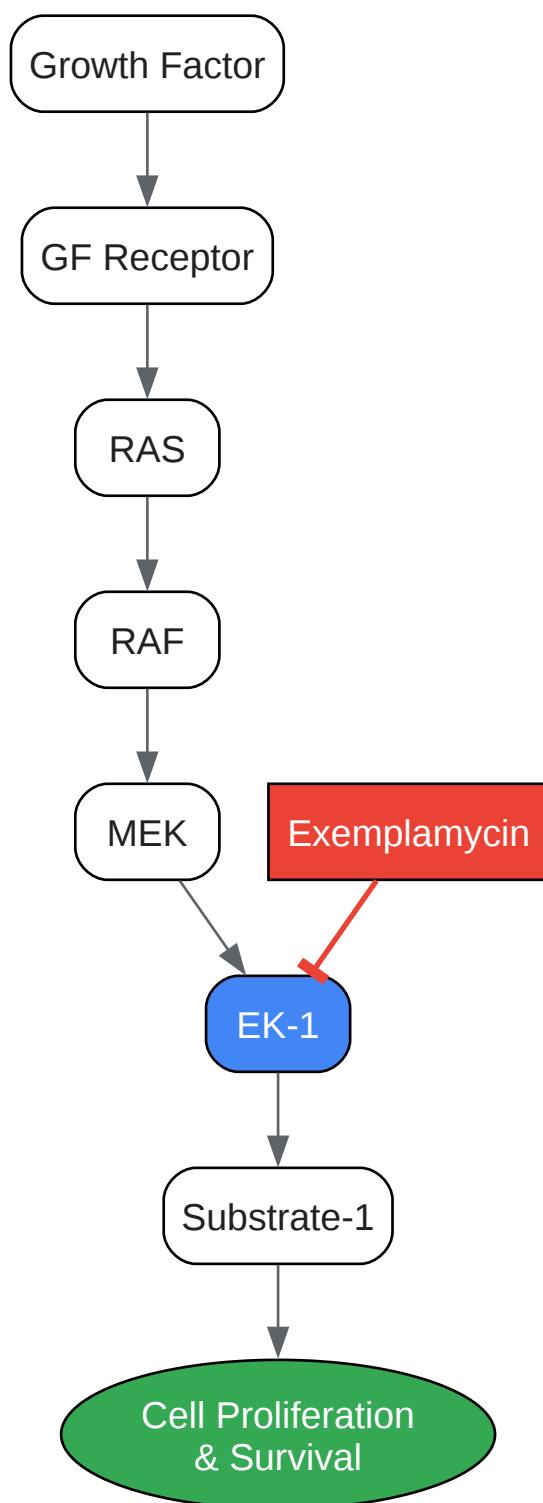 Growth Factor
GF Receptor
RAS
RAF
MEK
Exemplamycin
EK-1
Substrate-1
Cell Proliferation
& Survival